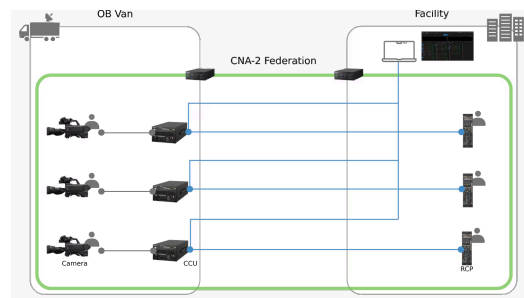 OB Van
Facility
CNA-2 Federation
Camera
CCU
RCP